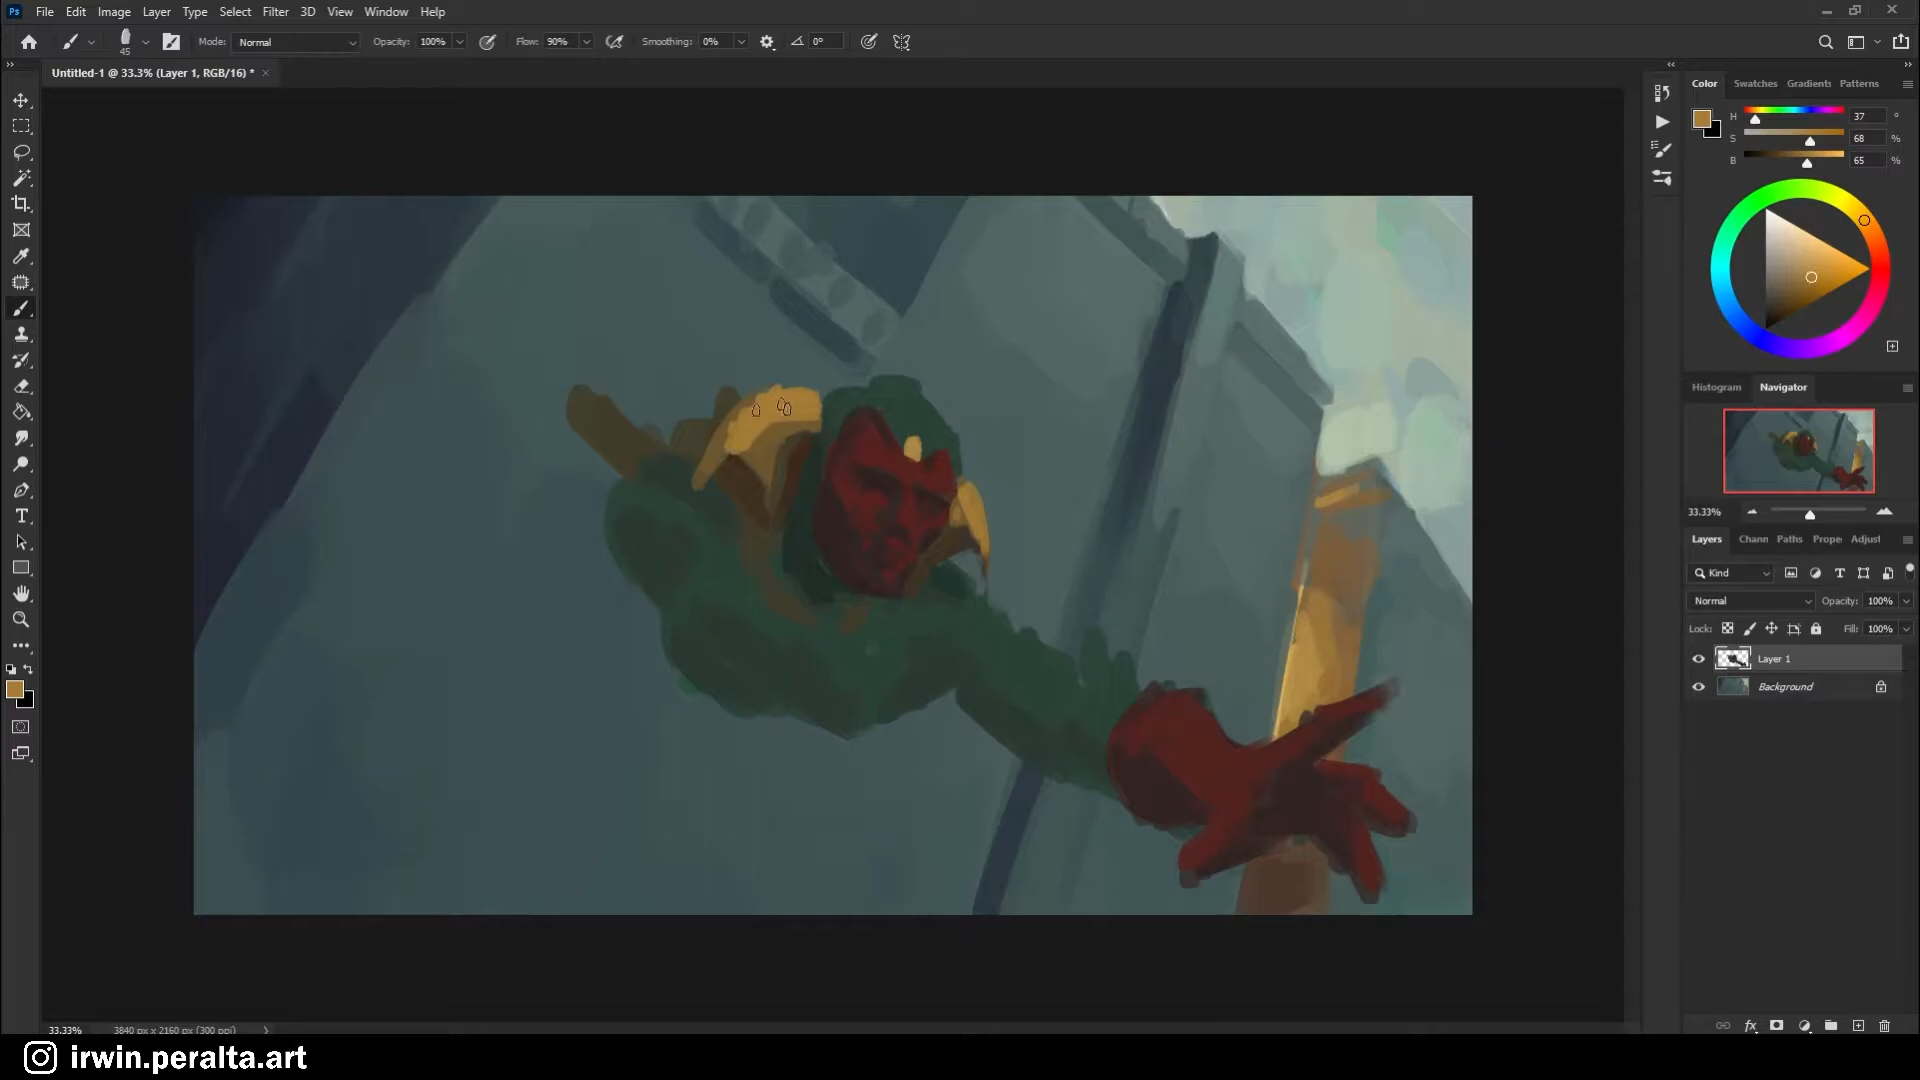 Ps File Edit Image Layer Type Select Filter 3D View Window Help
45 Mode: Normal Opacity: 100% Flow: 90% Smoothing: 0% 0°
Untitled-1 @ 33.3% (Layer 1, RGB/16) * ×
Color Swatches Gradients Patterns
H 37 °
S 68 %
B 65 %
Histogram Navigator
33.33%
Layers Chann Paths Prope Adjust
Kind
Normal Opacity: 100%
Lock: Fill: 100%
Layer 1
Background
T
33.33% 3840 px x 2160 px (300 ppi)
fx
irwin.peralta.art